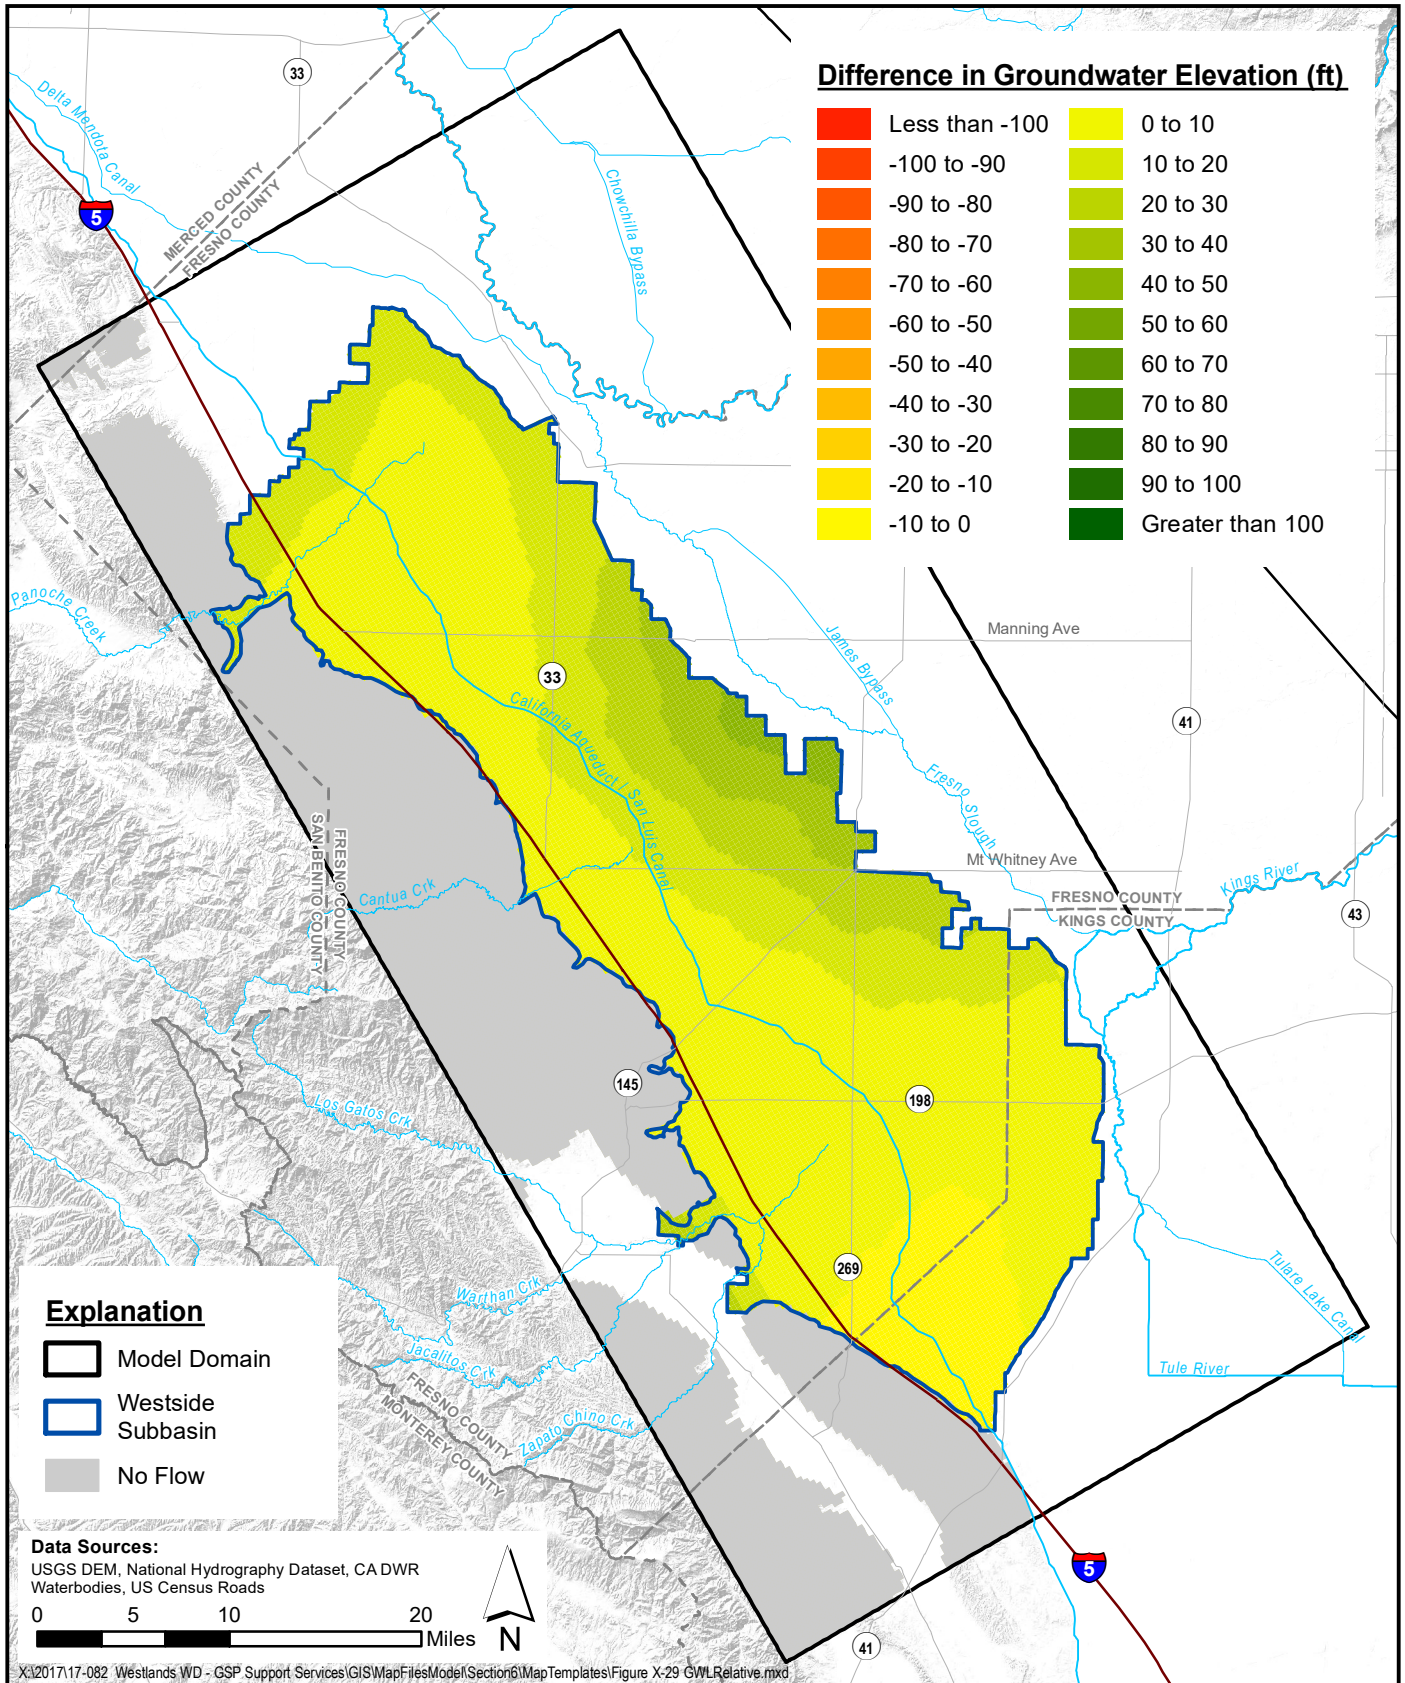 Difference in Groundwater Elevation (ft)
Less than -100
-100 to -90
-90 to -80
-80 to -70
-70 to -60
-60 to -50
-50 to -40
-40 to -30
-30 to -20
-20 to -10
-10 to 0
0 to 10
10 to 20
20 to 30
30 to 40
40 to 50
50 to 60
60 to 70
70 to 80
80 to 90
90 to 100
Greater than 100
33
Delta Mendota Canal
5
MERCED COUNTY
FRESNO COUNTY
Chowchilla Bypass
Panoche Creek
James Bypass
Manning Ave
33
41
California Aqueduct / San Luis Canal
Fresno Slough
SAN BENITO COUNTY
FRESNO COUNTY
Mt Whitney Ave
Kings River
Cantua Crk
FRESNO COUNTY
KINGS COUNTY
43
145
198
Los Gatos Crk
269
Warthan Crk
Tulare Lake Canal
Jacalitos Crk
Tule River
FRESNO COUNTY
MONTEREY COUNTY
Zapato Chino Crk
5
41
Explanation
Model Domain
Westside
Subbasin
No Flow
Data Sources:
USGS DEM, National Hydrography Dataset, CA DWR
Waterbodies, US Census Roads
0 5 10 20
Miles
N
X:\2017\17-082 Westlands WD - GSP Support Services\GIS\MapFilesModel\Section6\MapTemplates\Figure X-29 GWLRelative.mxd